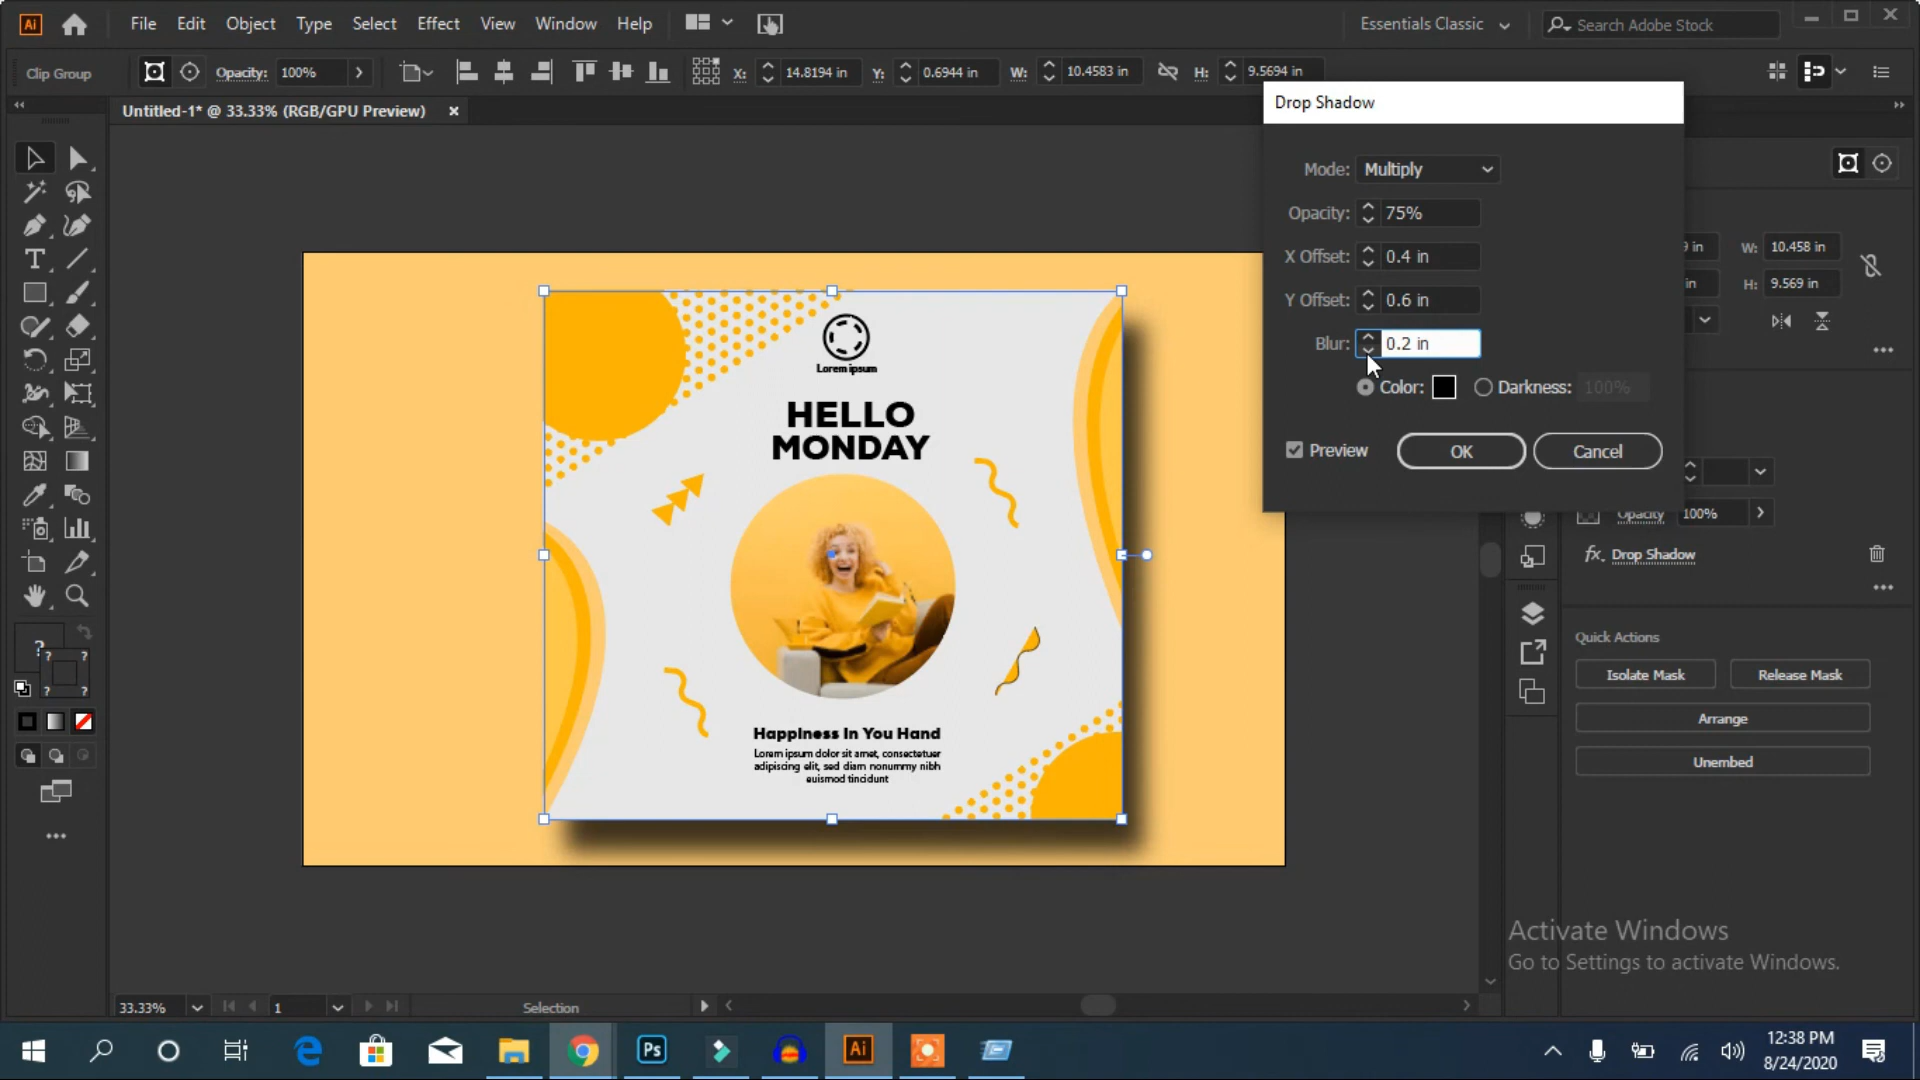 Ai File Edit Object Type Select Effect View Window Help Essentials Classic Search Adobe Stock
Clip Group Opacity: 100% X: 14.8194 in Y: 0.6944 in W: 10.4583 in H: 9.5694 in
Untitled-1* @ 33.33% (RGB/GPU Preview)
Drop Shadow
Mode: Multiply
Opacity: 75%
X Offset: 0.4 in
Y Offset: 0.6 in
Blur: 0.2 in
Color: Darkness: 100%
Preview OK Cancel
in W: 10.458 in
in H: 9.569 in
Opacity 100%
fx. Drop Shadow
Quick Actions
Isolate Mask Release Mask
Arrange
Unembed
Lorem ipsum
HELLO
MONDAY
Happiness In You Hand
Lorem ipsum dolor sit amet, consectetuer
adipiscing elit, sed diam nonummy nibh
euismod tincidunt
Activate Windows
Go to Settings to activate Windows.
33.33% 1 Selection
Ps Ai
12:38 PM
8/24/2020